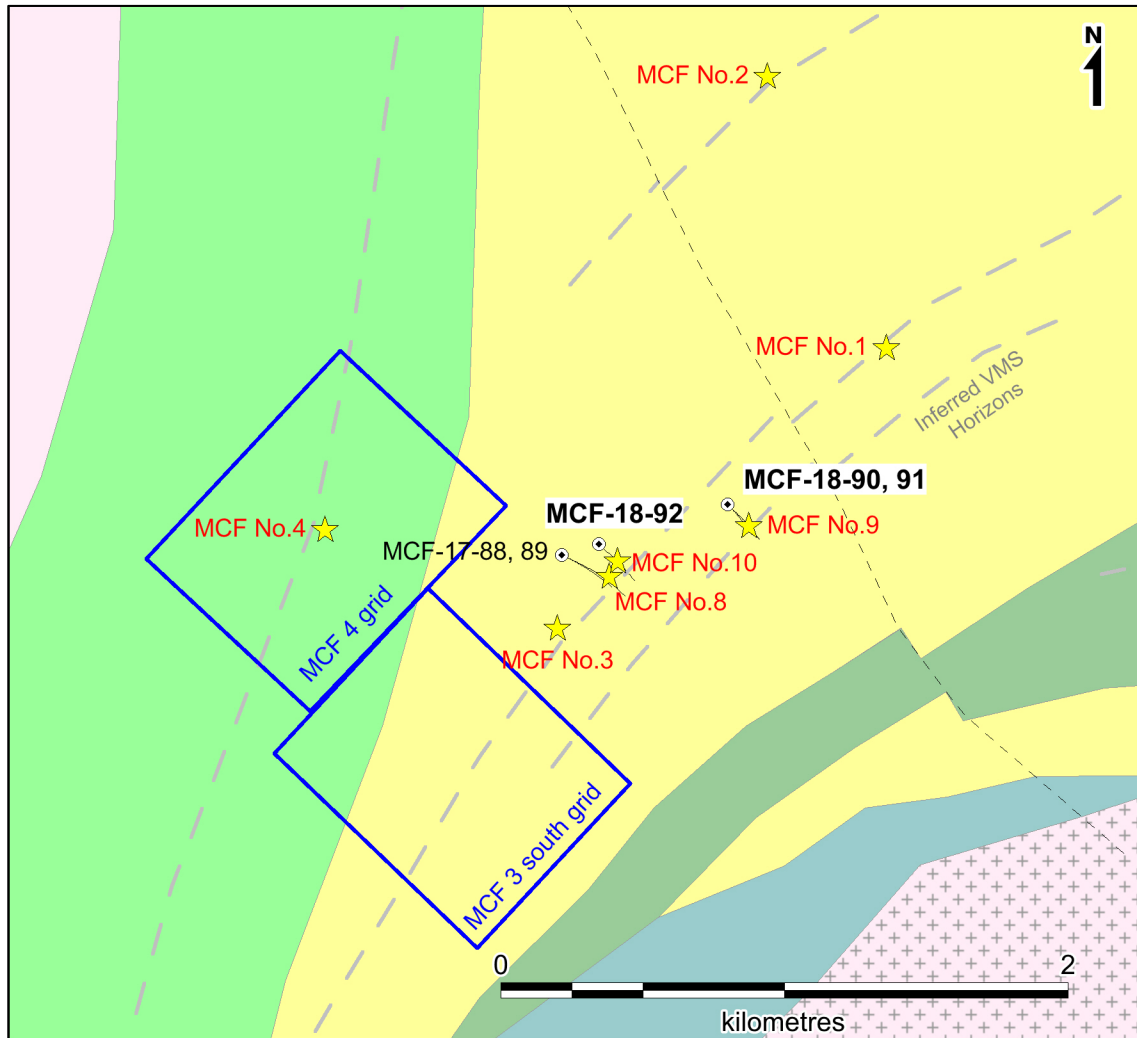 N
MCF No.2
MCF No.1
Inferred VMS
Horizons
MCF-18-90, 91
MCF-18-92
MCF No.4
MCF No.9
MCF-17-88, 89
MCF No.10
MCF No.8
MCF 4 grid
MCF No.3
MCF 3 south grid
0
2
kilometres